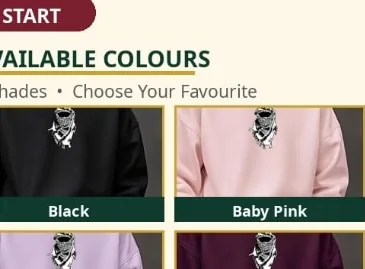 START
VAILABLE COLOURS
hades • Choose Your Favourite
Black
Baby Pink